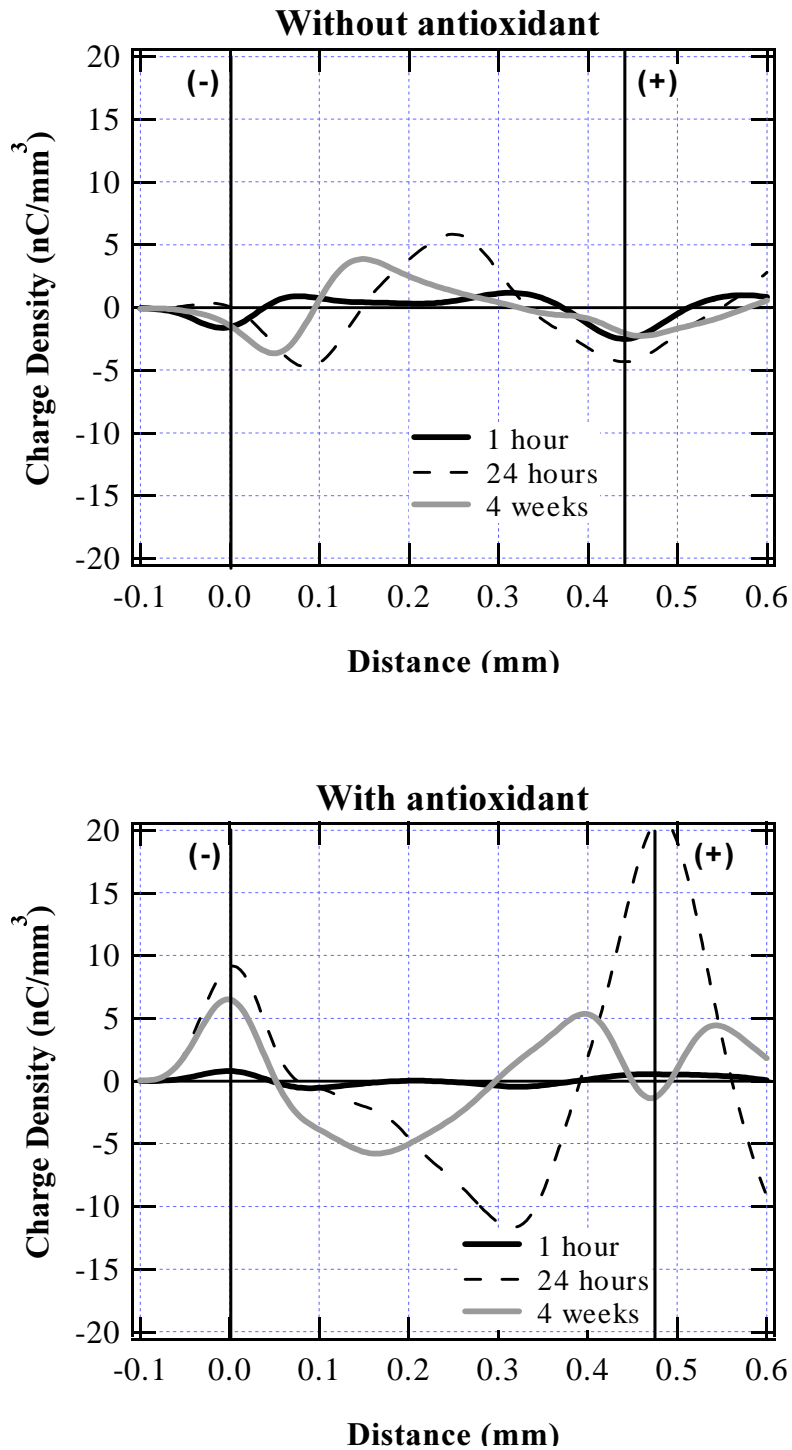 Without antioxidant
Charge Density (nC/mm³)
20
15
10
5
0
-5
-10
-15
-20
(-)
(+)
1 hour
24 hours
4 weeks
-0.1 0.0 0.1 0.2 0.3 0.4 0.5 0.6
Distance (mm)
With antioxidant
Charge Density (nC/mm³)
20
15
10
5
0
-5
-10
-15
-20
(-)
(+)
1 hour
24 hours
4 weeks
-0.1 0.0 0.1 0.2 0.3 0.4 0.5 0.6
Distance (mm)